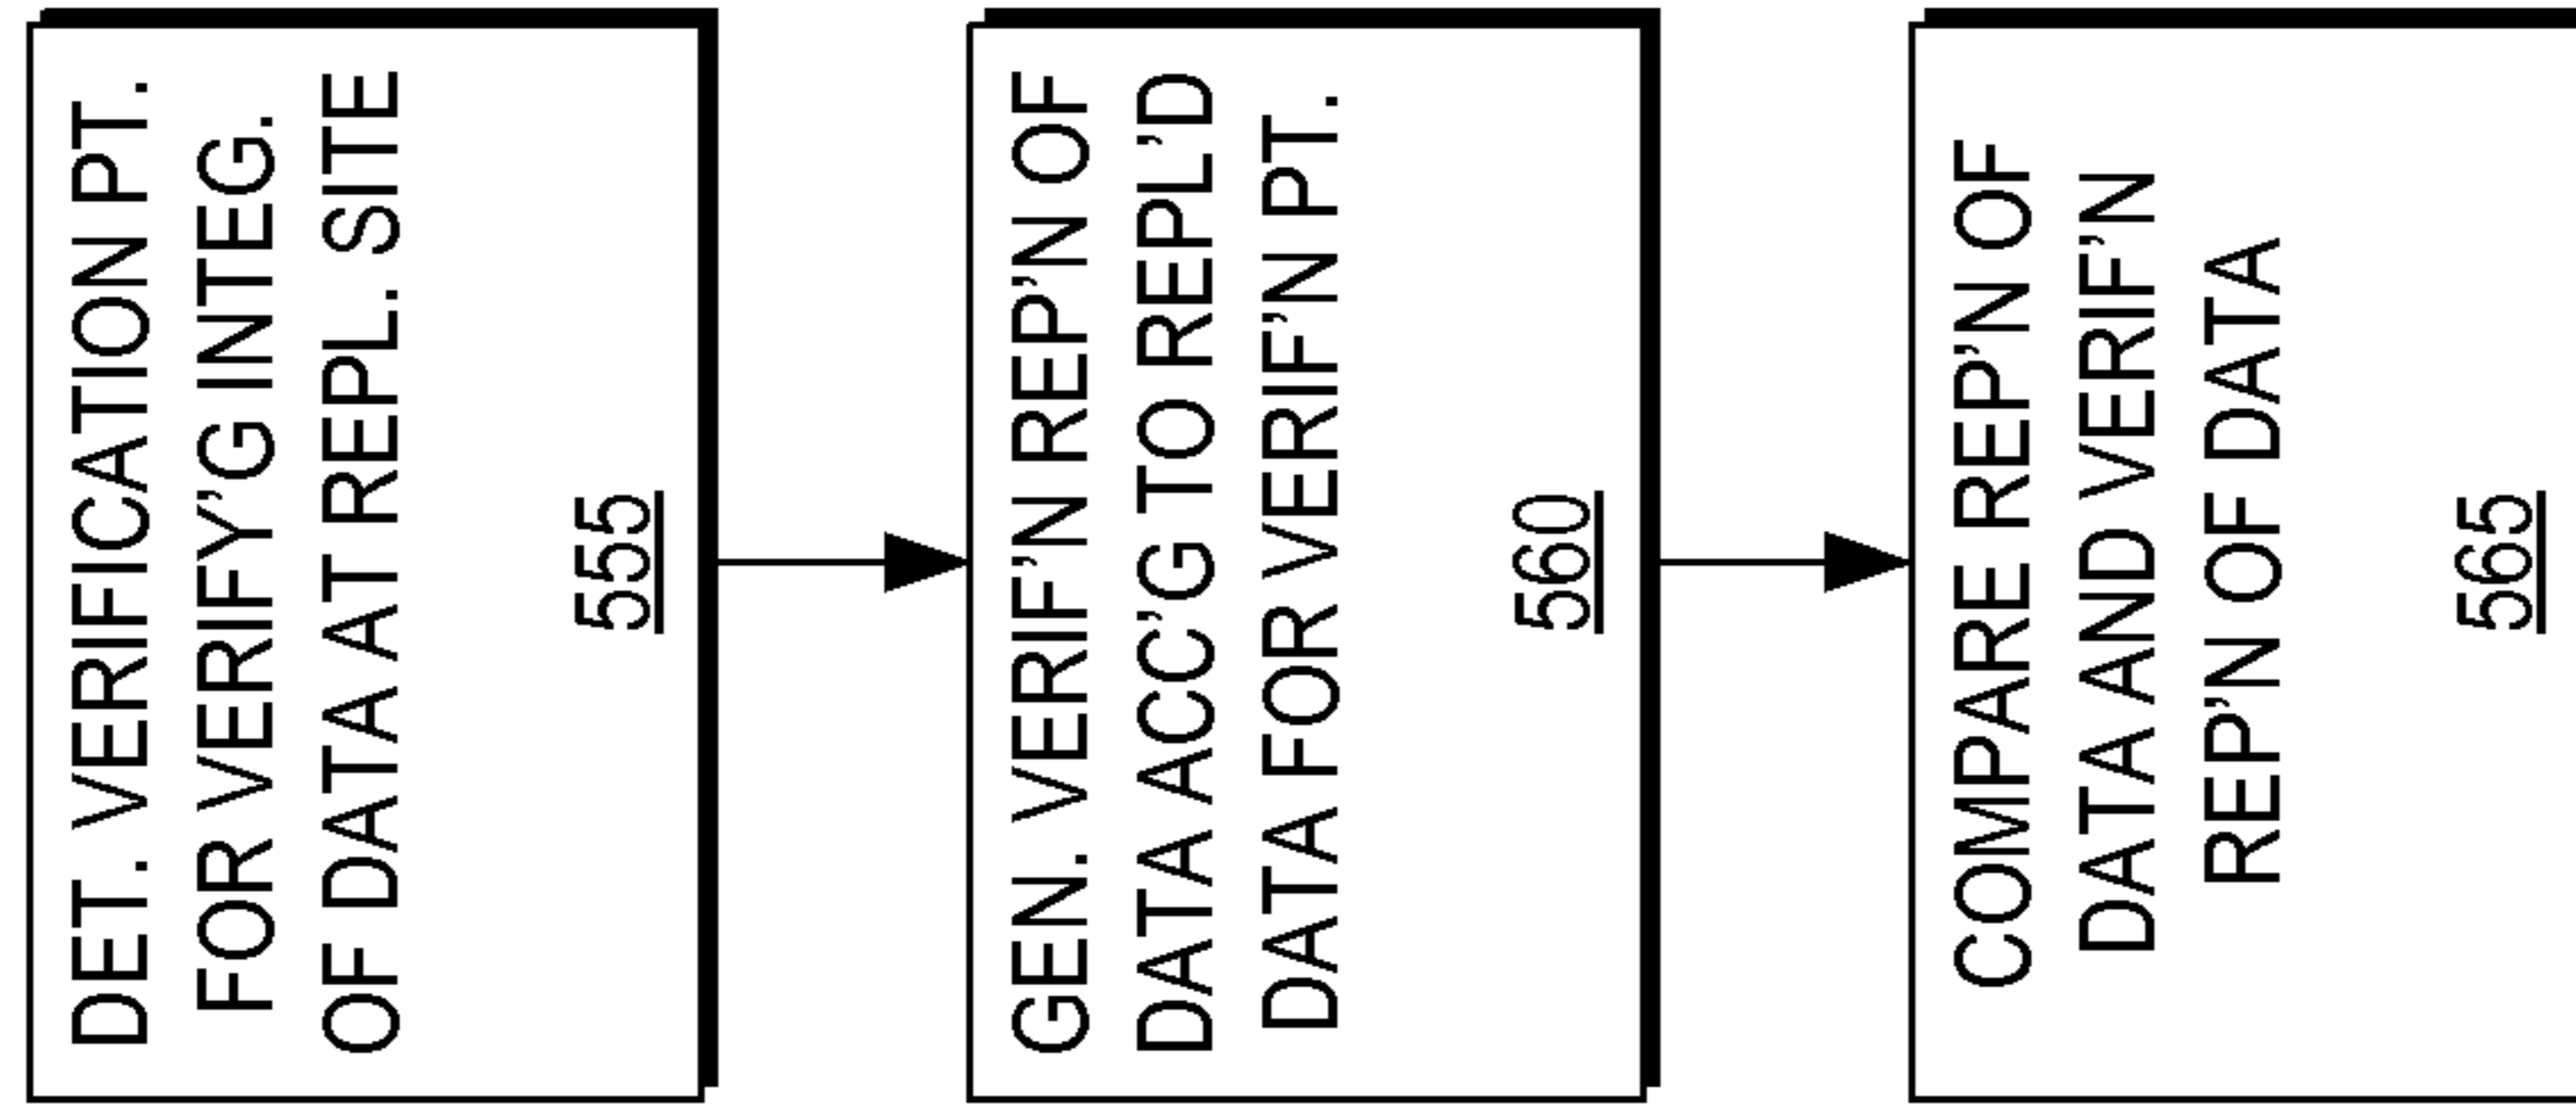 DET. VERIFICATION PT.
FOR VERIFY'G INTEG.
OF DATA AT REPL. SITE
555
GEN. VERIF'N REP'N OF
DATA ACC'G TO REPL'D
DATA FOR VERIF'N PT.
560
COMPARE REP'N OF
DATA AND VERIF'N
REP'N OF DATA
565